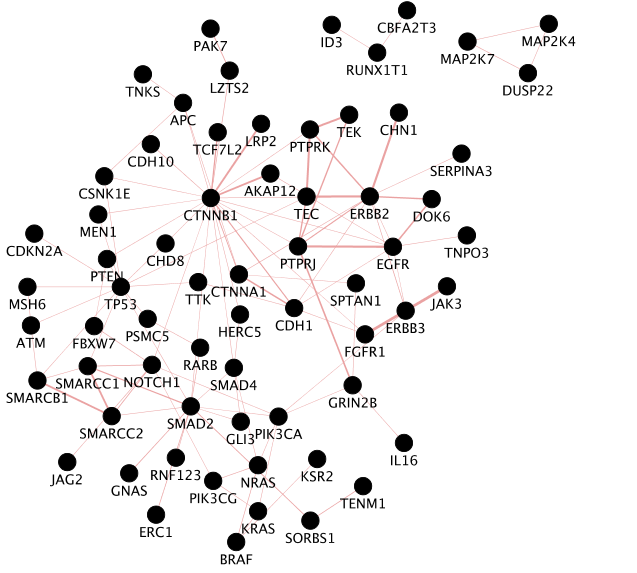 CBFA2T3
PAK7
ID3
MAP2K4
RUNX1T1
MAP2K7
LZTS2
TNKS
DUSP22
APC
TCF7L2
LRP2
PTPRK
TEK
CHN1
CDH10
SERPINA3
CSNK1E
AKAP12
CTNNB1
TEC
ERBB2
DOK6
MEN1
CDKN2A
CHD8
PTPRJ
EGFR
TNPO3
PTEN
MSH6
TP53
TTK
CTNNA1
SPTAN1
JAK3
CDH1
ERBB3
ATM
FBXW7
PSMC5
HERC5
FGFR1
RARB
SMARCB1
SMARCC1
NOTCH1
SMAD4
GRIN2B
SMARCC2
SMAD2
GLI3
PIK3CA
IL16
JAG2
GNAS
RNF123
NRAS
KSR2
PIK3CG
TENM1
ERC1
KRAS
SORBS1
BRAF